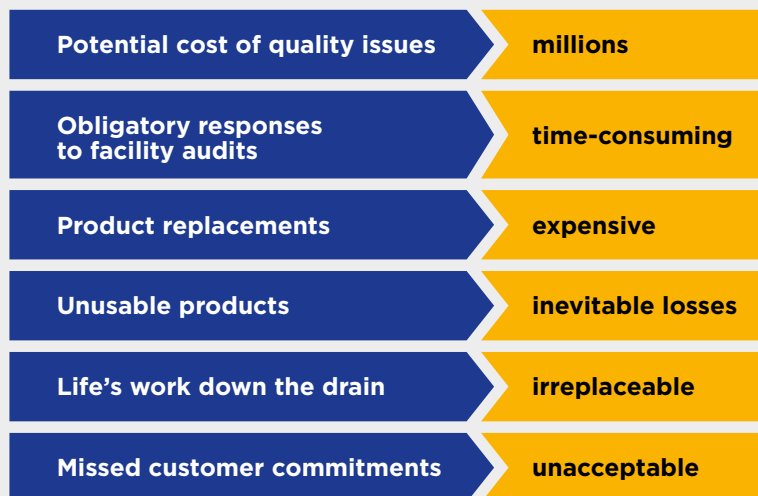 Potential cost of quality issues
millions
Obligatory responses
to facility audits
time-consuming
Product replacements
expensive
Unusable products
inevitable losses
Life’s work down the drain
irreplaceable
Missed customer commitments
unacceptable